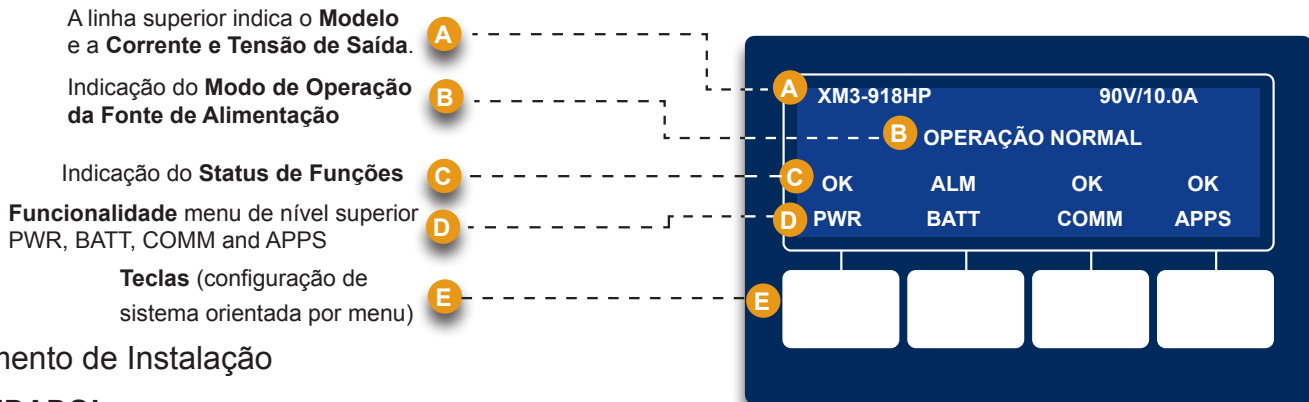 A linha superior indica o Modelo
e a Corrente e Tensão de Saída.
A
Indicação do Modo de Operação
da Fonte de Alimentação
B
Indicação do Status de Funções
C
Funcionalidade menu de nível superior
PWR, BATT, COMM and APPS
D
Teclas (configuração de
sistema orientada por menu)
E
A XM3-918HP 90V/10.0A
B OPERAÇÃO NORMAL
C OK ALM OK OK
D PWR BATT COMM APPS
E
de Instalação